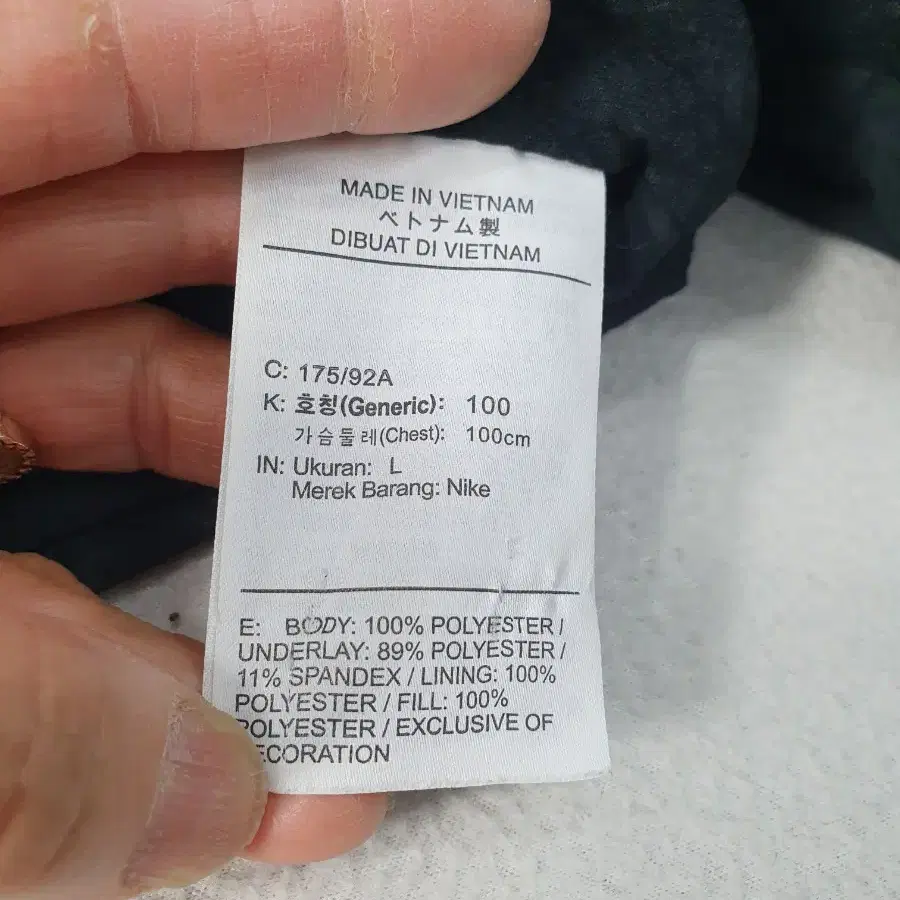 MADE IN VIETNAM
ベトナム製
DIBUAT DI VIETNAM
C: 175/92A
K: 호칭(Generic): 100
가슴둘레(Chest): 100cm
IN: Ukuran: L
Merek Barang: Nike
E: BODY: 100% POLYESTER /
UNDERLAY: 89% POLYESTER /
11% SPANDEX / LINING: 100%
POLYESTER / FILL: 100%
POLYESTER / EXCLUSIVE OF
ECORATION